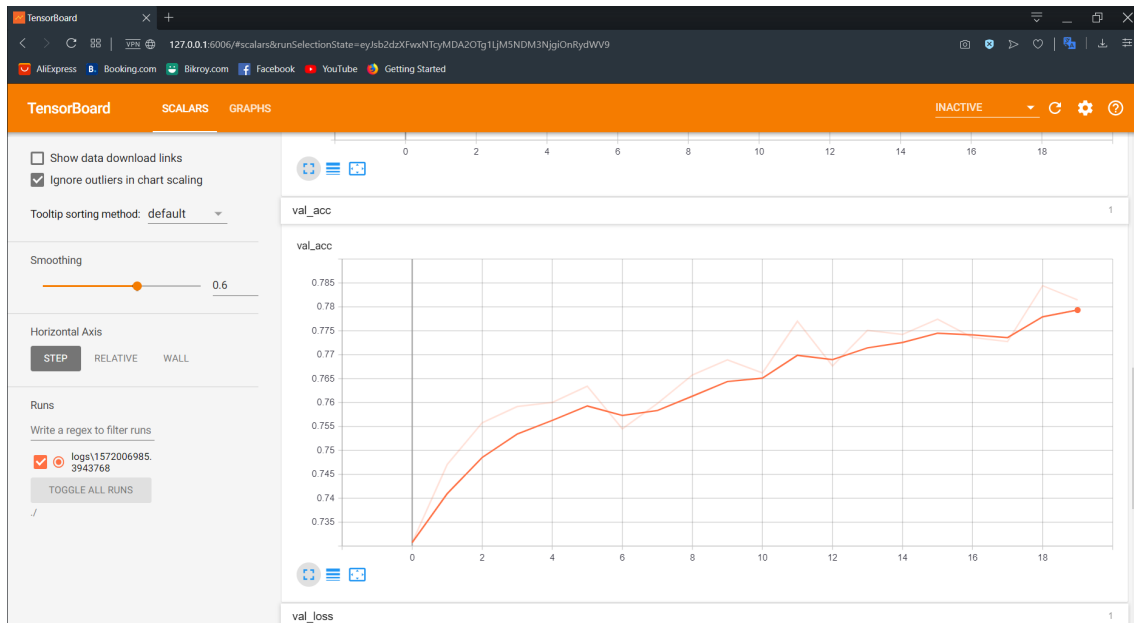 TensorBoard
VPN 127.0.0.1:6006/#scalars&runSelectionState=eyJsb2dzXFwxNTcyMDA2OTg1LjM5NDM3NjgiOnRydWV9
AliExpress B. Booking.com Bikroy.com Facebook YouTube Getting Started
TensorBoard SCALARS GRAPHS INACTIVE
Show data download links
Ignore outliers in chart scaling
Tooltip sorting method: default
Smoothing
0.6
Horizontal Axis
STEP RELATIVE WALL
Runs
Write a regex to filter runs
logs\1572006985.
3943768
TOGGLE ALL RUNS
./
0 2 4 6 8 10 12 14 16 18
val_acc 1
val_acc
0.785
0.78
0.775
0.77
0.765
0.76
0.755
0.75
0.745
0.74
0.735
0 2 4 6 8 10 12 14 16 18
val_loss 1